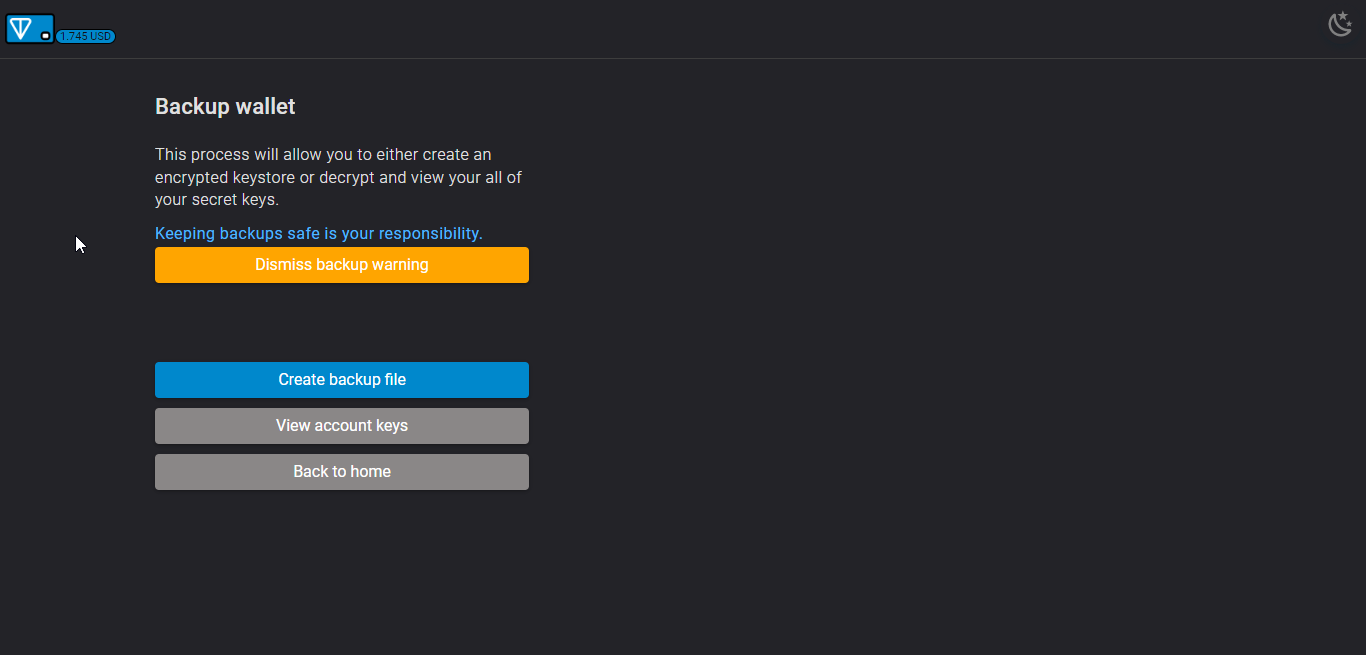 1.745 USD
Backup wallet
This process will allow you to either create an
encrypted keystore or decrypt and view your all of
your secret keys.
Keeping backups safe is your responsibility.
Dismiss backup warning
Create backup file
View account keys
Back to home